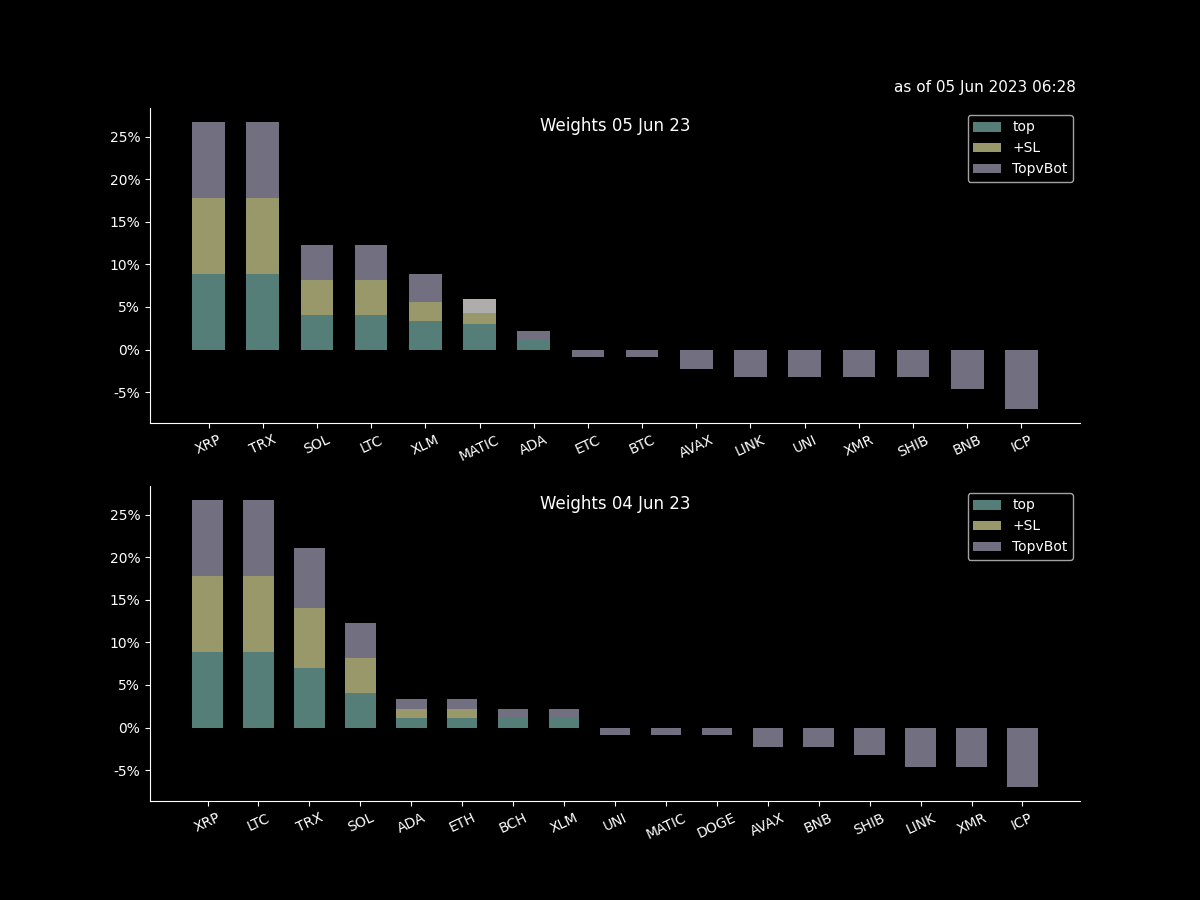 as of 05 Jun 2023 06:28
Weights 05 Jun 23
top
+SL
TopvBot
25%
20%
15%
10%
5%
0%
-5%
XRP TRX SOL LTC XLM MATIC ADA ETC BTC AVAX LINK UNI XMR SHIB BNB ICP
Weights 04 Jun 23
top
+SL
TopvBot
25%
20%
15%
10%
5%
0%
-5%
XRP LTC TRX SOL ADA ETH BCH XLM UNI MATIC DOGE AVAX BNB SHIB LINK XMR ICP